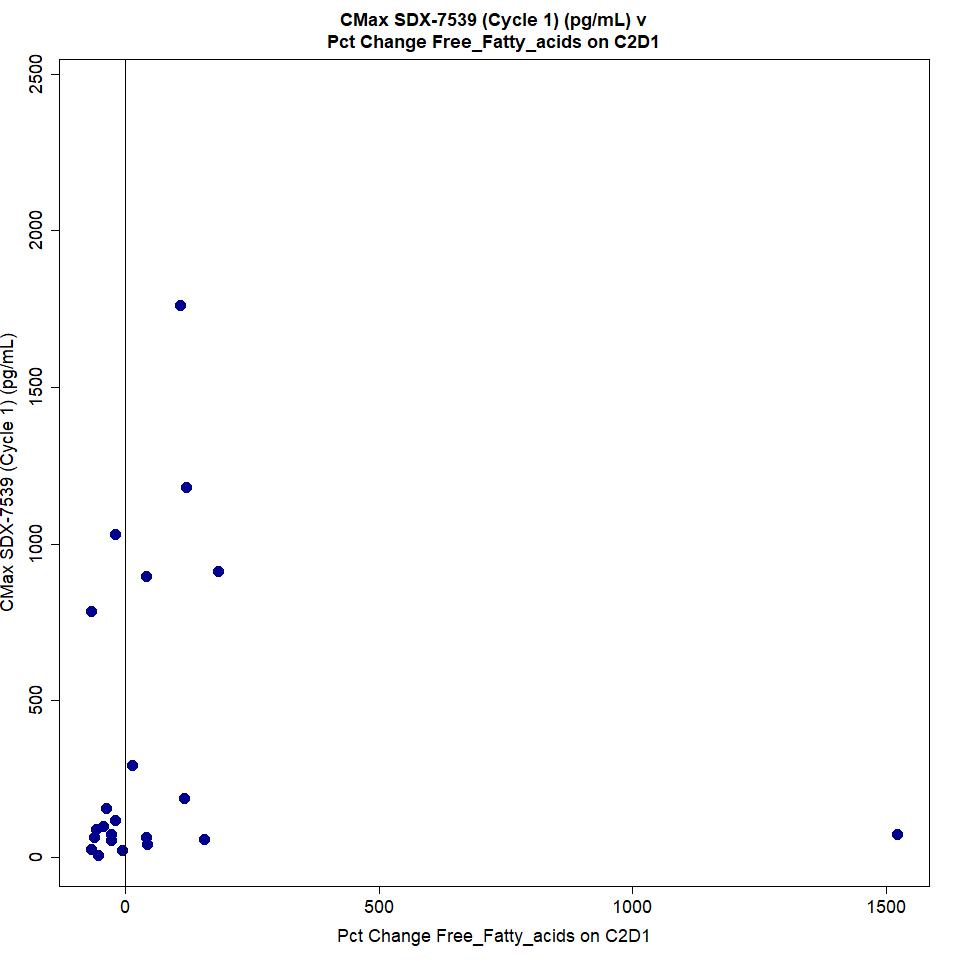 CMax SDX-7539 (Cycle 1) (pg/mL) v
Pct Change Free_Fatty_acids on C2D1
2500
2000
1500
1000
500
0
CMax SDX-7539 (Cycle 1) (pg/mL)
0
500
1000
1500
Pct Change Free_Fatty_acids on C2D1